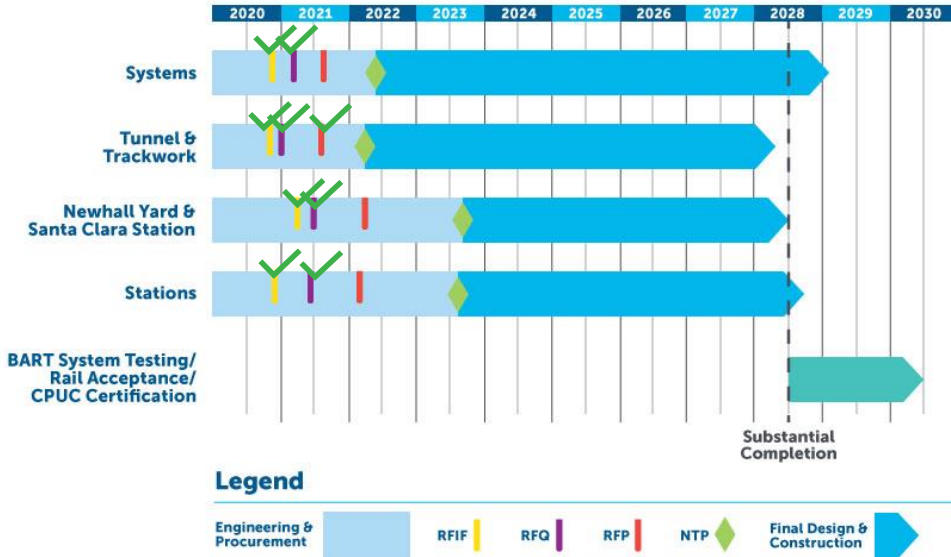 2020 2021 2022 2023 2024 2025 2026 2027 2028 2029 2030
Systems
Tunnel &
Trackwork
Newhall Yard &
Santa Clara Station
Stations
BART System Testing/
Rail Acceptance/
CPUC Certification
Substantial
Completion
Legend
Engineering &
Procurement
RFIF
RFQ
RFP
NTP
Final Design &
Construction